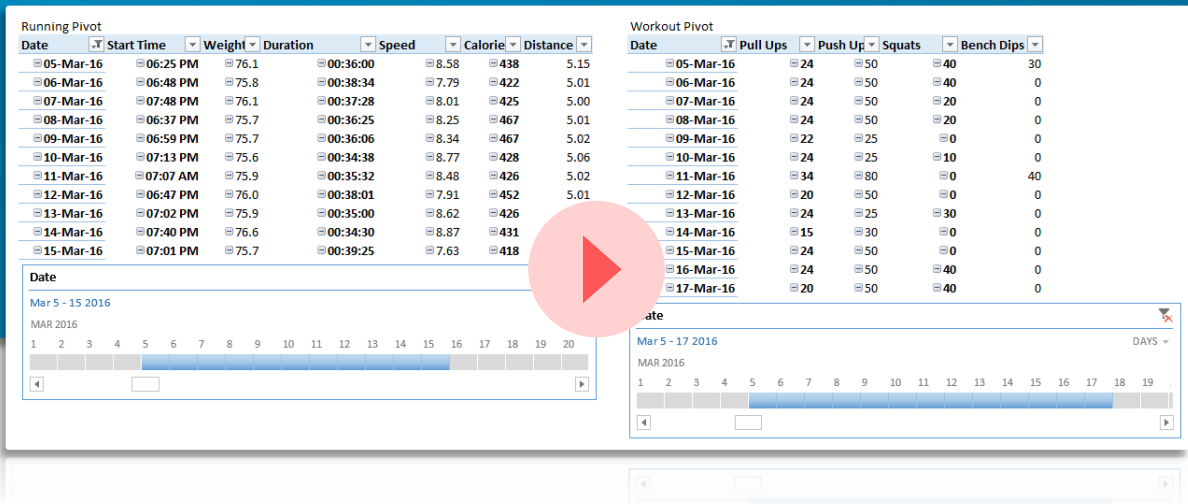 Running Pivot
Date Start Time Weight Duration Speed Calorie Distance
05-Mar-16 06:25 PM 76.1 00:36:00 8.58 438 5.15
06-Mar-16 06:48 PM 75.8 00:38:34 7.79 422 5.01
07-Mar-16 07:48 PM 76.1 00:37:28 8.01 425 5.00
08-Mar-16 06:37 PM 75.7 00:36:25 8.25 467 5.01
09-Mar-16 06:59 PM 75.7 00:36:06 8.34 467 5.02
10-Mar-16 07:13 PM 75.6 00:34:38 8.77 428 5.06
11-Mar-16 07:07 AM 75.9 00:35:32 8.48 426 5.02
12-Mar-16 06:47 PM 76.0 00:38:01 7.91 452 5.01
13-Mar-16 07:02 PM 75.9 00:35:00 8.62 426
14-Mar-16 07:40 PM 76.6 00:34:30 8.87 431
15-Mar-16 07:01 PM 75.7 00:39:25 7.63 418
Date
Mar 5 - 15 2016
MAR 2016
1 2 3 4 5 6 7 8 9 10 11 12 13 14 15 16 17 18 19 20
Workout Pivot
Date Pull Ups Push Up Squats Bench Dips
05-Mar-16 24 50 40 30
06-Mar-16 24 50 40 0
07-Mar-16 24 50 20 0
08-Mar-16 24 50 20 0
09-Mar-16 22 25 0 0
10-Mar-16 24 25 10 0
11-Mar-16 34 80 0 40
12-Mar-16 20 50 0 0
13-Mar-16 24 25 30 0
14-Mar-16 15 30 0 0
15-Mar-16 24 50 0 0
16-Mar-16 24 50 40 0
17-Mar-16 20 50 40 0
ate
Mar 5 - 17 2016 DAYS
MAR 2016
1 2 3 4 5 6 7 8 9 10 11 12 13 14 15 16 17 18 19